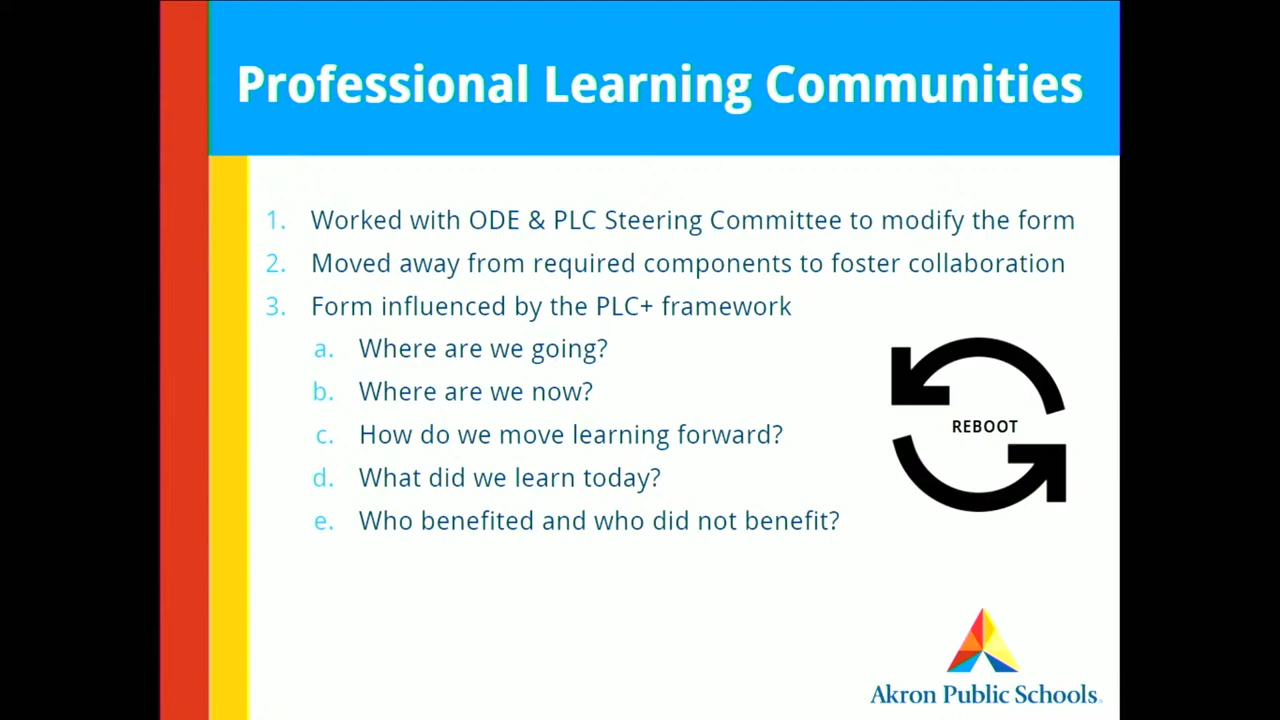 Professional Learning Communities
1. Worked with ODE & PLC Steering Committee to modify the form
2. Moved away from required components to foster collaboration
3. Form influenced by the PLC+ framework
a. Where are we going?
b. Where are we now?
c. How do we move learning forward?
d. What did we learn today?
e. Who benefited and who did not benefit?
REBOOT
Akron Public Schools